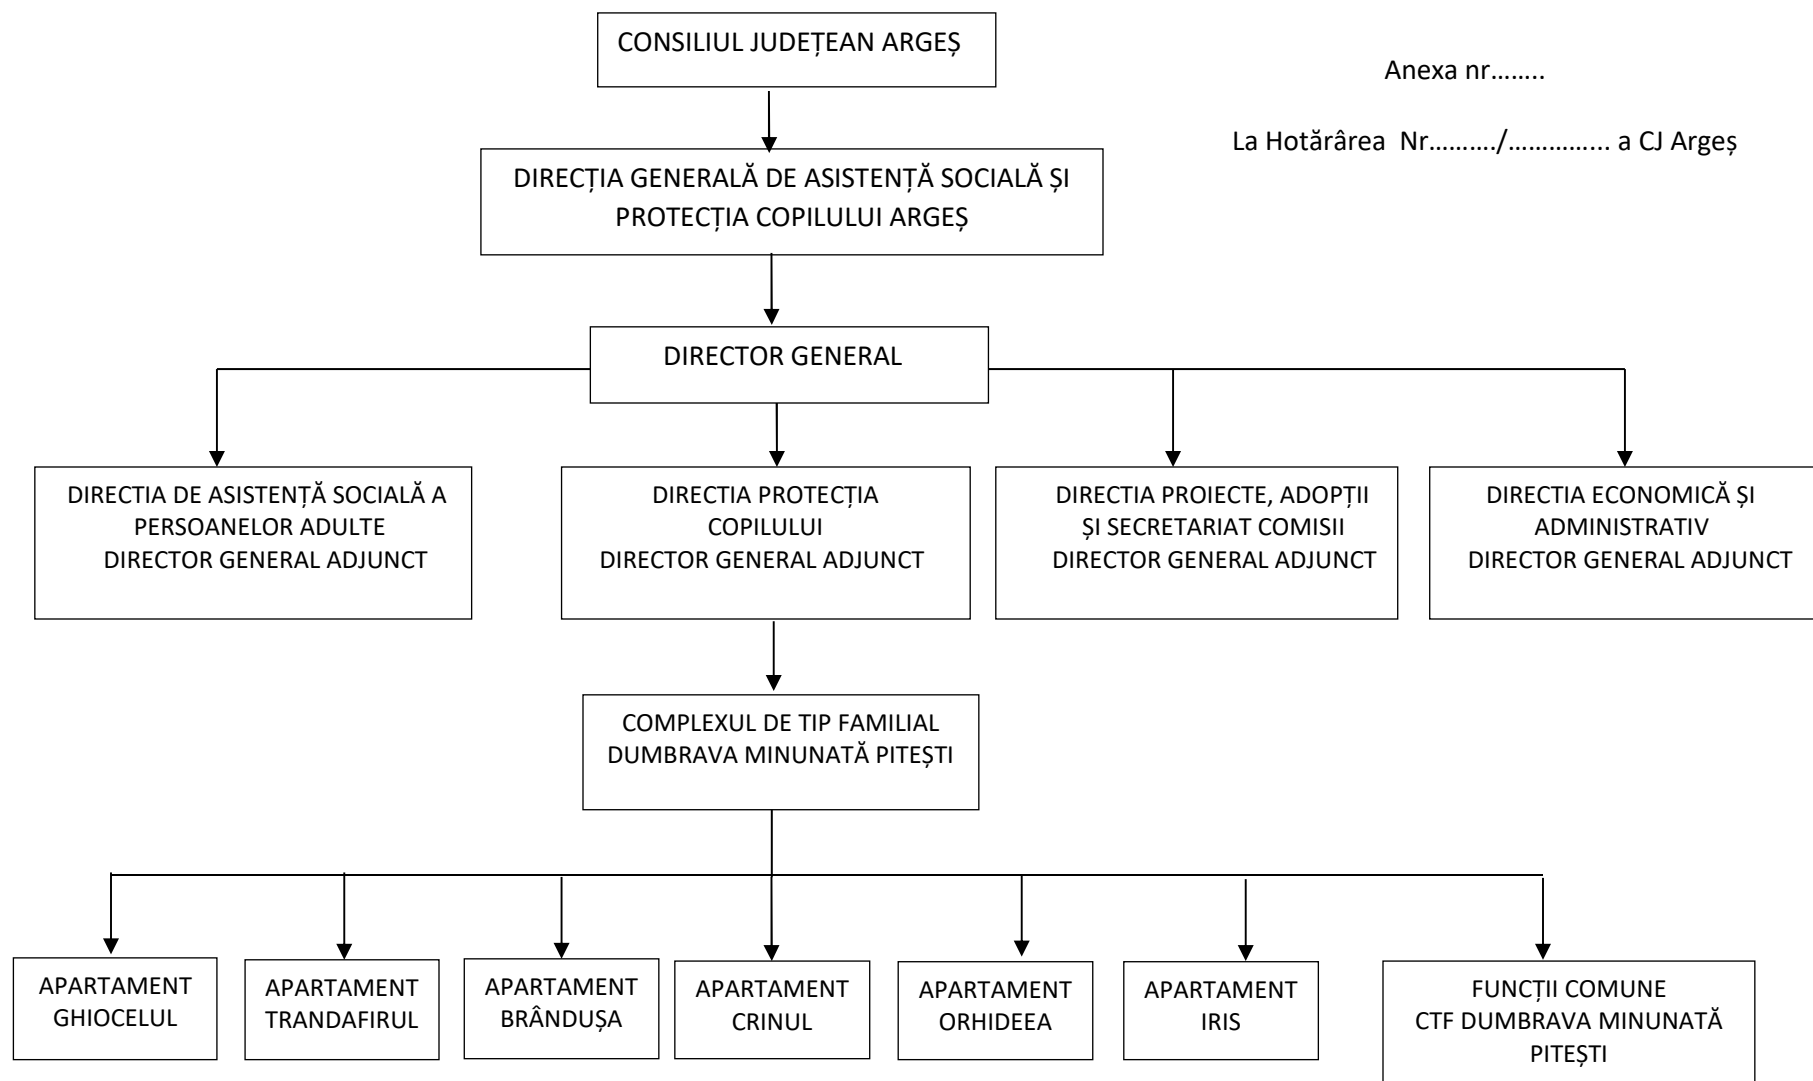 CONSILIUL JUDEȚEAN ARGEȘ
Anexa nr........
La Hotărârea  Nr........../.............. a CJ Argeș
DIRECȚIA GENERALĂ DE ASISTENȚĂ SOCIALĂ ȘI
PROTECȚIA COPILULUI ARGEȘ
DIRECTOR GENERAL
DIRECTIA DE ASISTENȚĂ SOCIALĂ A
PERSOANELOR ADULTE
DIRECTOR GENERAL ADJUNCT
DIRECTIA PROTECȚIA
COPILULUI
DIRECTOR GENERAL ADJUNCT
DIRECTIA PROIECTE, ADOPȚII
ȘI SECRETARIAT COMISII
DIRECTOR GENERAL ADJUNCT
DIRECTIA ECONOMICĂ ȘI
ADMINISTRATIV
DIRECTOR GENERAL ADJUNCT
COMPLEXUL DE TIP FAMILIAL
DUMBRAVA MINUNATĂ PITEȘTI
APARTAMENT
GHIOCELUL
APARTAMENT
TRANDAFIRUL
APARTAMENT
BRÂNDUȘA
APARTAMENT
CRINUL
APARTAMENT
ORHIDEEA
APARTAMENT
IRIS
FUNCȚII COMUNE
CTF DUMBRAVA MINUNATĂ
PITEȘTI